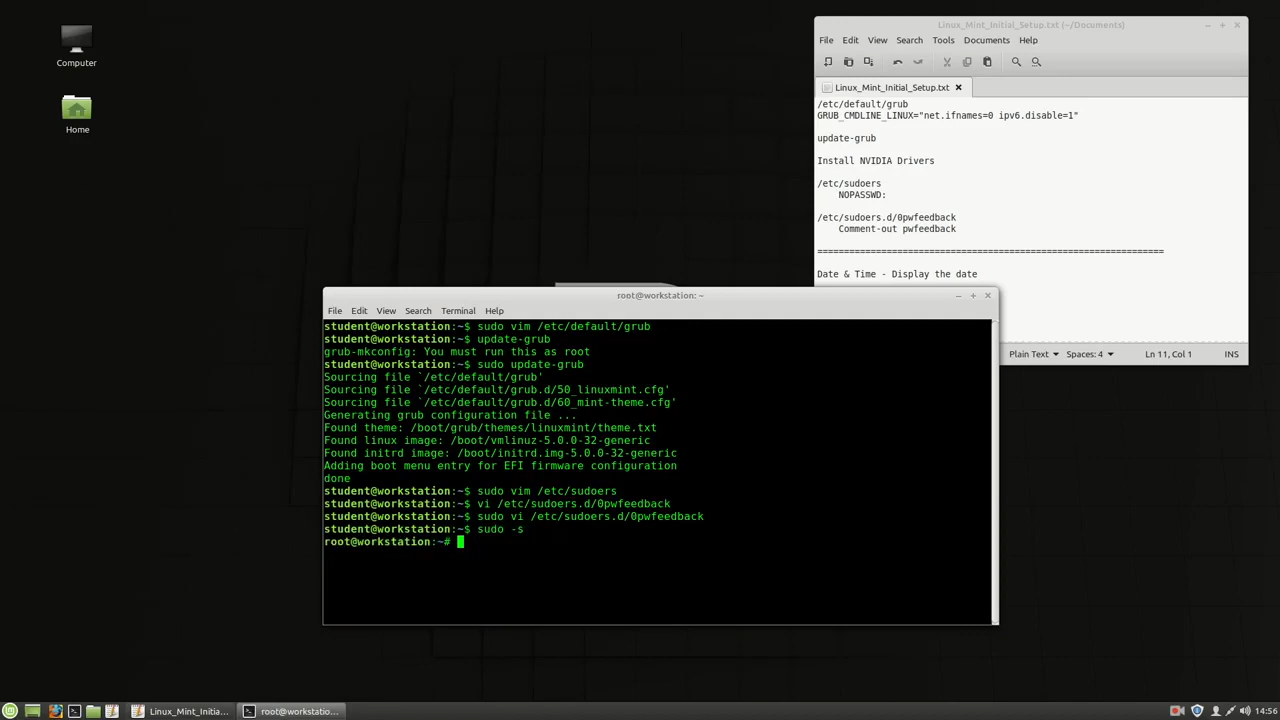 Computer
Home
Linux_Mint_Initial_Setup.txt (~/Documents)
File Edit View Search Tools Documents Help
Linux_Mint_Initial_Setup.txt
/etc/default/grub
GRUB_CMDLINE_LINUX="net.ifnames=0 ipv6.disable=1"
update-grub
Install NVIDIA Drivers
/etc/sudoers
NOPASSWD:
/etc/sudoers.d/0pwfeedback
Comment-out pwfeedback
=================================================================
Date & Time - Display the date
Plain Text Spaces: 4 Ln 11, Col 1 INS
root@workstation: ~
File Edit View Search Terminal Help
student@workstation:~$ sudo vim /etc/default/grub
student@workstation:~$ update-grub
grub-mkconfig: You must run this as root
student@workstation:~$ sudo update-grub
Sourcing file `/etc/default/grub'
Sourcing file `/etc/default/grub.d/50_linuxmint.cfg'
Sourcing file `/etc/default/grub.d/60_mint-theme.cfg'
Generating grub configuration file ...
Found theme: /boot/grub/themes/linuxmint/theme.txt
Found linux image: /boot/vmlinuz-5.0.0-32-generic
Found initrd image: /boot/initrd.img-5.0.0-32-generic
Adding boot menu entry for EFI firmware configuration
done
student@workstation:~$ sudo vim /etc/sudoers
student@workstation:~$ vi /etc/sudoers.d/0pwfeedback
student@workstation:~$ sudo vi /etc/sudoers.d/0pwfeedback
student@workstation:~$ sudo -s
root@workstation:~#
Linux_Mint_Initia... root@workstatio... 14:56